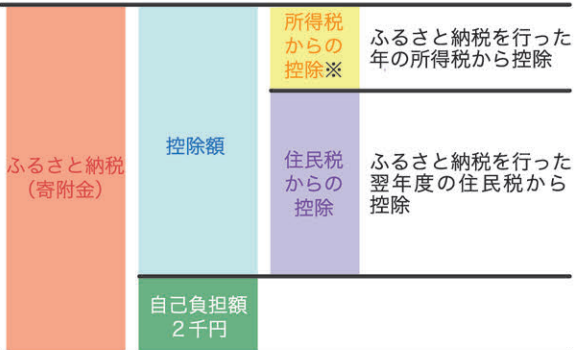 ふるさと納税
（寄附金）
控除額
自己負担額
２千円
所得税
からの
控除※
ふるさと納税を行った
年の所得税から控除
住民税
からの
控除
ふるさと納税を行った
翌年度の住民税から
控除